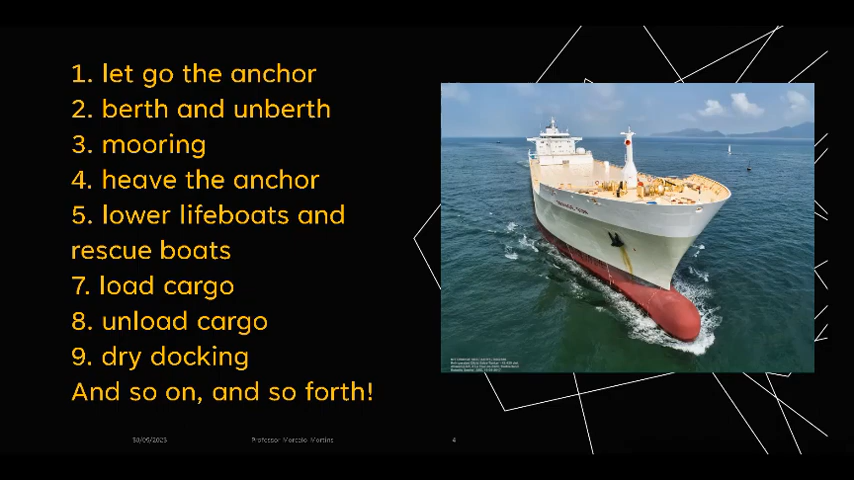 1. let go the anchor
2. berth and unberth
3. mooring
4. heave the anchor
5. lower lifeboats and
rescue boats
7. load cargo
8. unload cargo
9. dry docking
And so on, and so forth!
Professor Marcelo Martins
4